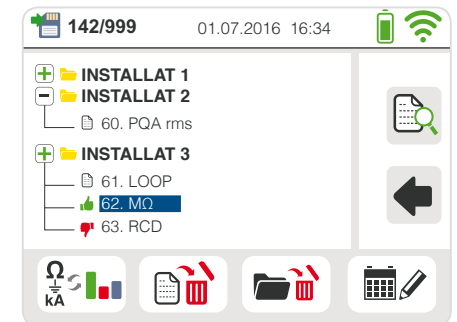 142/999 01.07.2016 16:34
INSTALLAT 1
INSTALLAT 2
60. PQA rms
INSTALLAT 3
61. LOOP
62. MΩ
63. RCD
Ω
kA